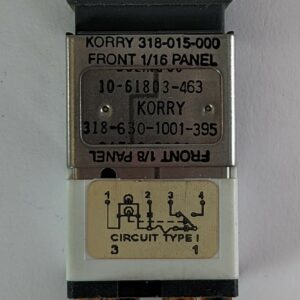 KORRY 318-015-000
FRONT 1/16 PANEL
10-61803-463
KORRY
318-630-1001-395
FRONT 1/8 PANEL
1 2 3 4
CIRCUIT TYPE I
3 1